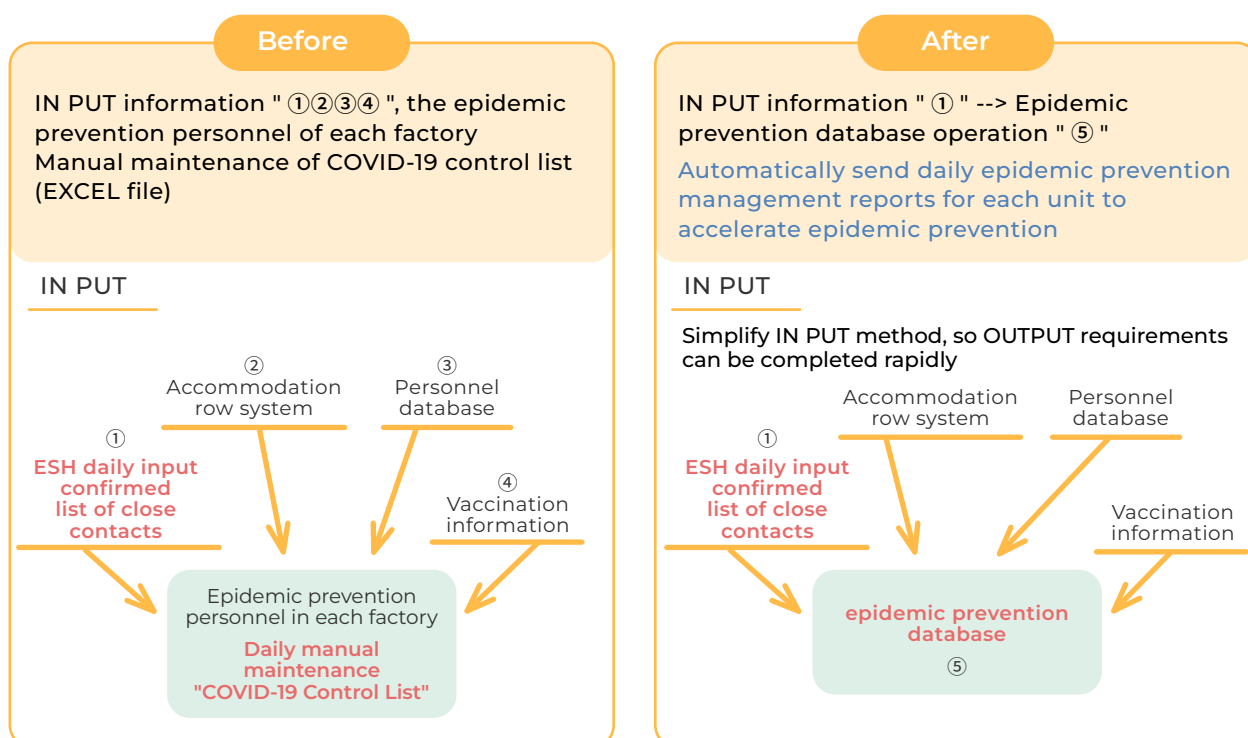 Before
IN PUT information " ①②③④ ", the epidemic
prevention personnel of each factory
Manual maintenance of COVID-19 control list
(EXCEL file)
IN PUT
②
Accommodation
row system
③
Personnel
database
①
ESH daily input
confirmed
list of close
contacts
④
Vaccination
information
Epidemic prevention
personnel in each factory
Daily manual
maintenance
"COVID-19 Control List"
After
IN PUT information " ① " --> Epidemic
prevention database operation " ⑤ "
Automatically send daily epidemic prevention
management reports for each unit to
accelerate epidemic prevention
IN PUT
Simplify IN PUT method, so OUTPUT requirements
can be completed rapidly
Accommodation
row system
Personnel
database
①
ESH daily input
confirmed
list of close
contacts
Vaccination
information
epidemic prevention
database
⑤